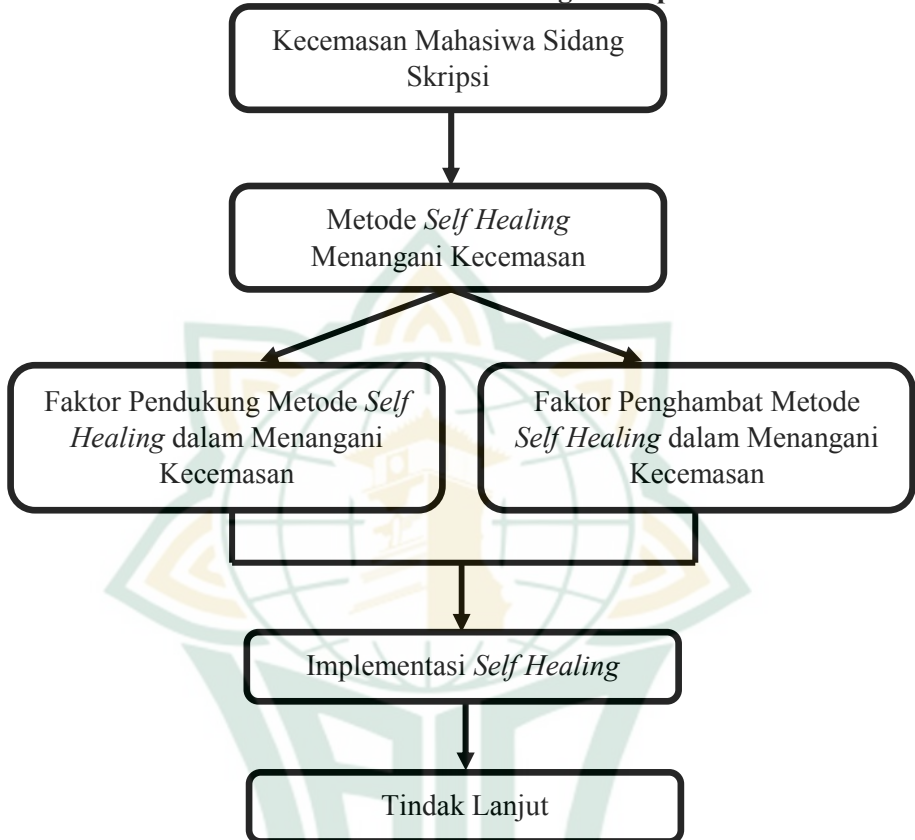 Kecemasan Mahasiwa Sidang
Skripsi
Metode Self Healing
Menangani Kecemasan
Faktor Pendukung Metode Self
Healing dalam Menangani
Kecemasan
Faktor Penghambat Metode
Self Healing dalam Menangani
Kecemasan
Implementasi Self Healing
Tindak Lanjut